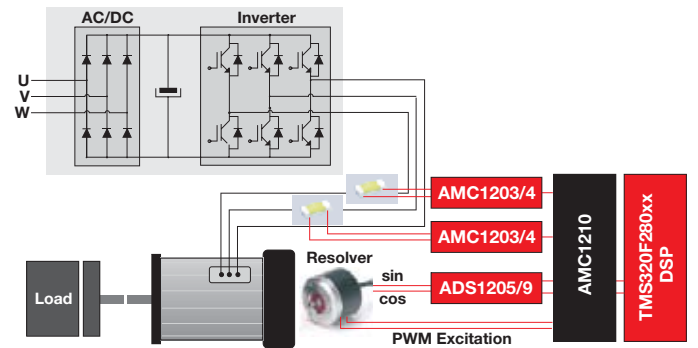 AC/DC
Inverter
U
V
W
AMC1203/4
AMC1203/4
AMC1210
TMS320F280xx
DSP
Resolver
sin
cos
ADS1205/9
Load
PWM Excitation